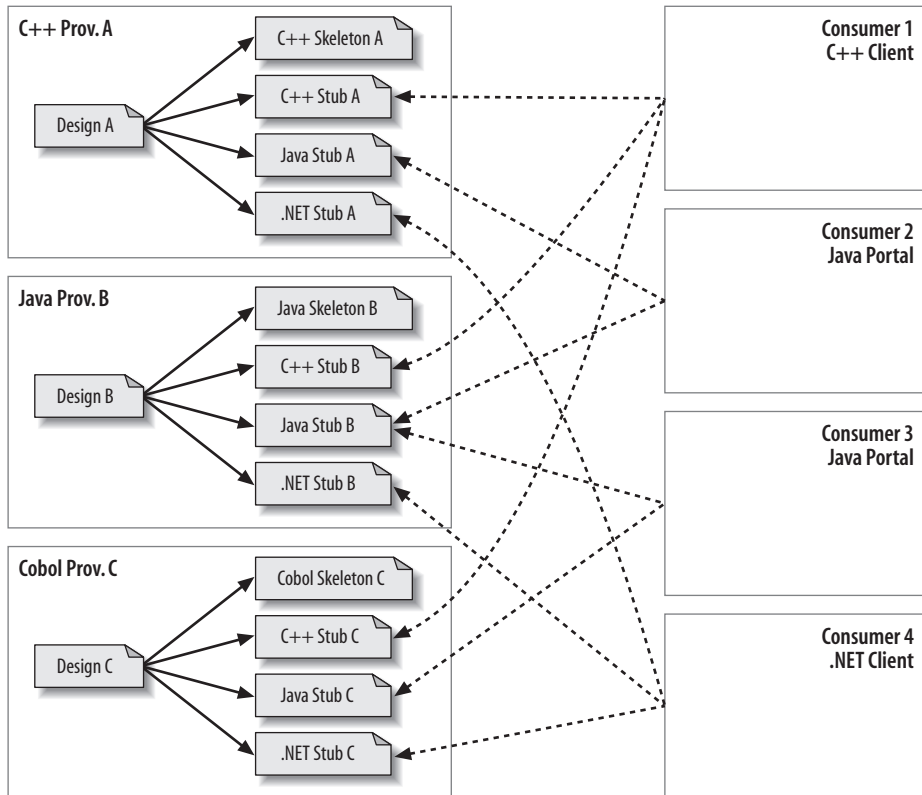 C++ Prov. A
C++ Skeleton A
C++ Stub A
Design A
Java Stub A
.NET Stub A
Java Prov. B
Java Skeleton B
C++ Stub B
Design B
Java Stub B
.NET Stub B
Cobol Prov. C
Cobol Skeleton C
C++ Stub C
Design C
Java Stub C
.NET Stub C
Consumer 1
C++ Client
Consumer 2
Java Portal
Consumer 3
Java Portal
Consumer 4
.NET Client